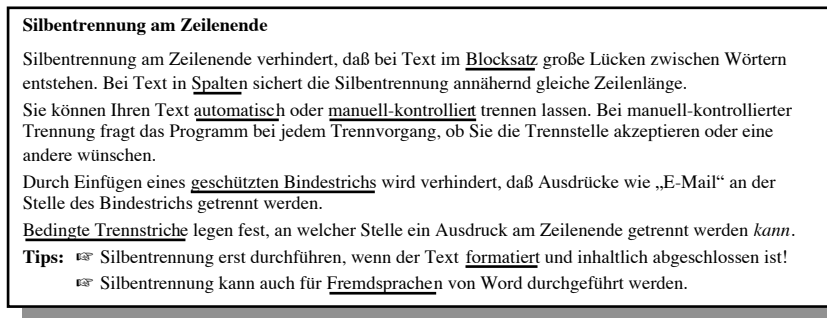 Silbentrennung am Zeilenende
Silbentrennung am Zeilenende verhindert, daß bei Text im Blocksatz große Lücken zwischen Wörtern
entstehen. Bei Text in Spalten sichert die Silbentrennung annähernd gleiche Zeilenlänge.
Sie können Ihren Text automatisch oder manuell-kontrolliert trennen lassen. Bei manuell-kontrollierter
Trennung fragt das Programm bei jedem Trennvorgang, ob Sie die Trennstelle akzeptieren oder eine
andere wünschen.
Durch Einfügen eines geschützten Bindestrichs wird verhindert, daß Ausdrücke wie „E-Mail“ an der
Stelle des Bindestrichs getrennt werden.
Bedingte Trennstriche legen fest, an welcher Stelle ein Ausdruck am Zeilenende getrennt werden kann.
Tips: ☞ Silbentrennung erst durchführen, wenn der Text formatiert und inhaltlich abgeschlossen ist!
☞ Silbentrennung kann auch für Fremdsprachen von Word durchgeführt werden.